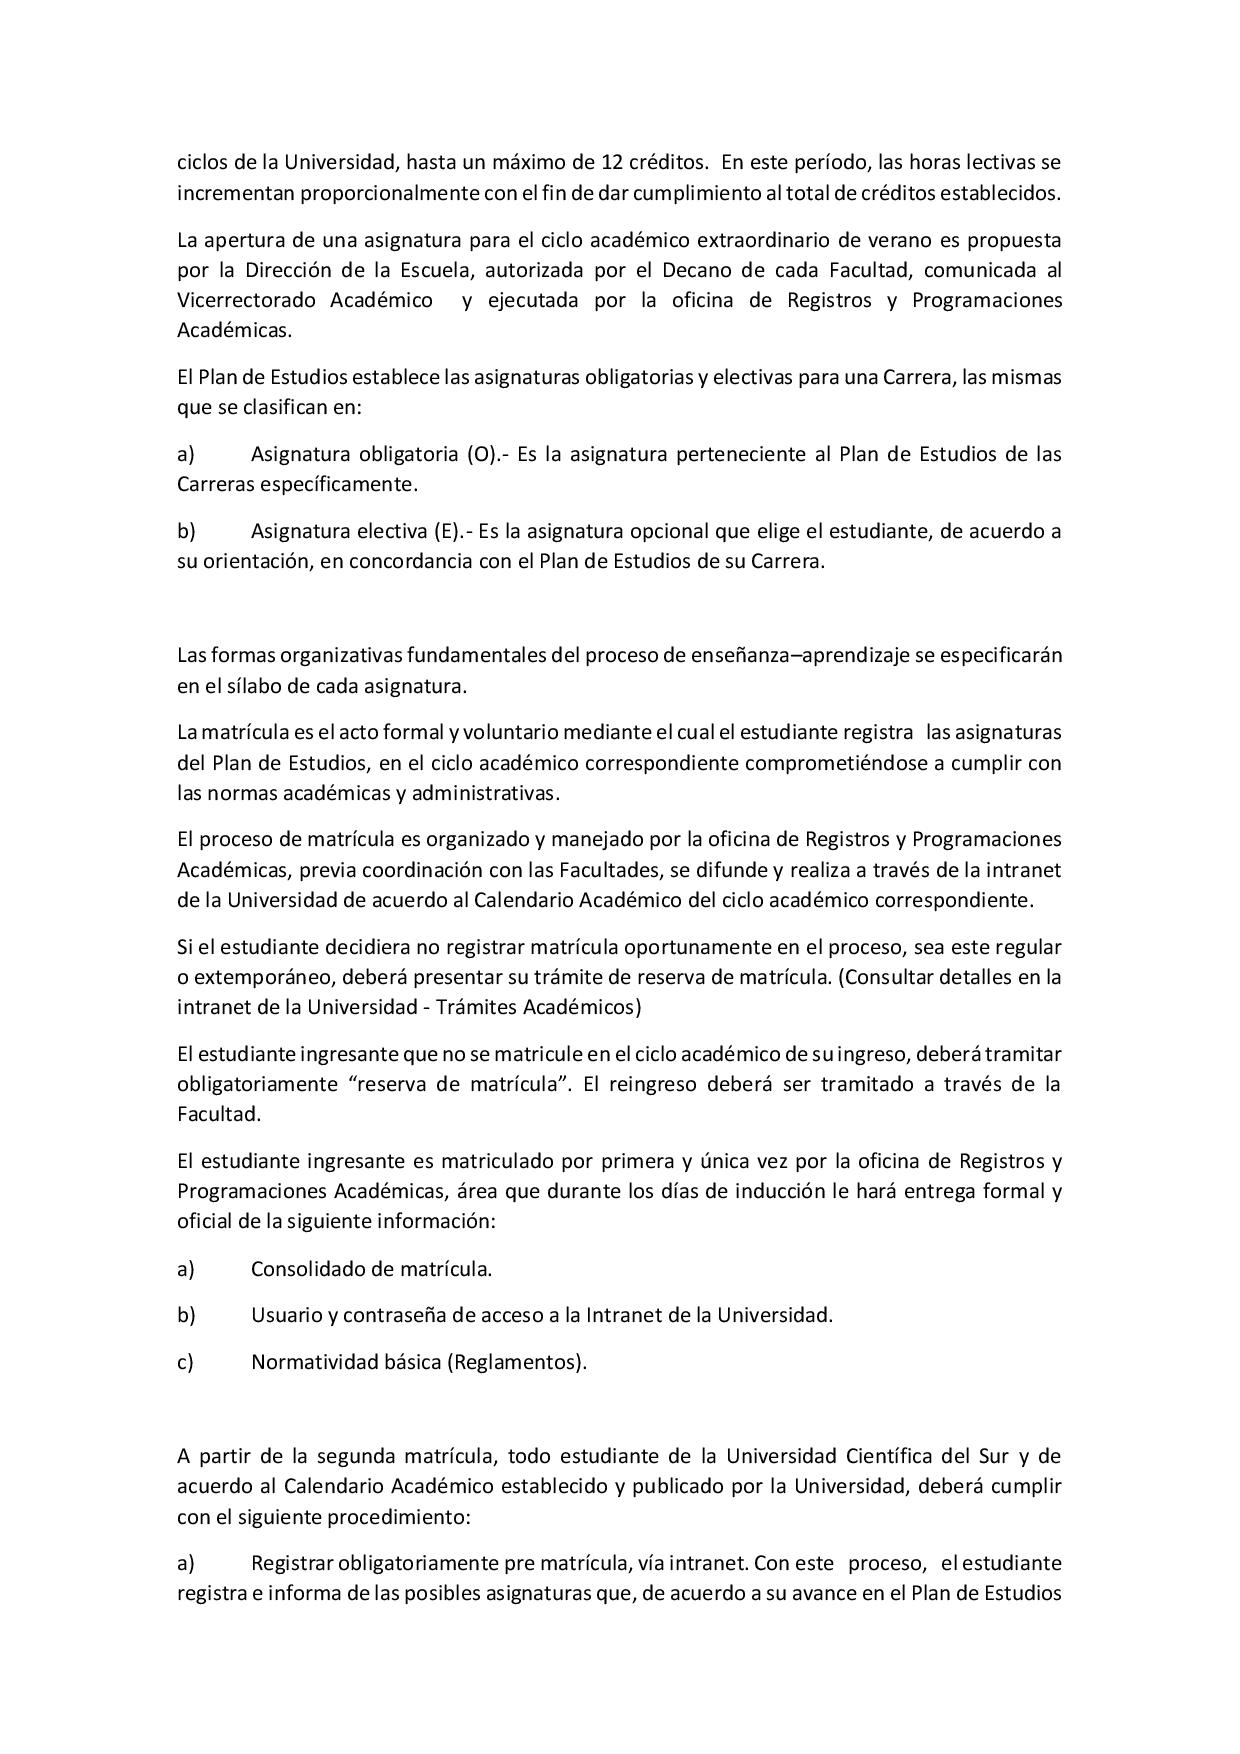 ciclos de la Universidad, hasta un máximo de 12 créditos.  En este período, las horas lectivas se
incrementan proporcionalmente con el fin de dar cumplimiento al total de créditos establecidos.
La apertura de una asignatura para el ciclo académico extraordinario de verano es propuesta
por la Dirección de la Escuela, autorizada por el Decano de cada Facultad, comunicada al
Vicerrectorado Académico  y ejecutada por la oficina de Registros y Programaciones
Académicas.
El Plan de Estudios establece las asignaturas obligatorias y electivas para una Carrera, las mismas
que se clasifican en:
a) Asignatura obligatoria (O).- Es la asignatura perteneciente al Plan de Estudios de las
Carreras específicamente.
b) Asignatura electiva (E).- Es la asignatura opcional que elige el estudiante, de acuerdo a
su orientación, en concordancia con el Plan de Estudios de su Carrera.
Las formas organizativas fundamentales del proceso de enseñanza–aprendizaje se especificarán
en el sílabo de cada asignatura.
La matrícula es el acto formal y voluntario mediante el cual el estudiante registra  las asignaturas
del Plan de Estudios, en el ciclo académico correspondiente comprometiéndose a cumplir con
las normas académicas y administrativas.
El proceso de matrícula es organizado y manejado por la oficina de Registros y Programaciones
Académicas, previa coordinación con las Facultades, se difunde y realiza a través de la intranet
de la Universidad de acuerdo al Calendario Académico del ciclo académico correspondiente.
Si el estudiante decidiera no registrar matrícula oportunamente en el proceso, sea este regular
o extemporáneo, deberá presentar su trámite de reserva de matrícula. (Consultar detalles en la
intranet de la Universidad - Trámites Académicos)
El estudiante ingresante que no se matricule en el ciclo académico de su ingreso, deberá tramitar
obligatoriamente “reserva de matrícula”. El reingreso deberá ser tramitado a través de la
Facultad.
El estudiante ingresante es matriculado por primera y única vez por la oficina de Registros y
Programaciones Académicas, área que durante los días de inducción le hará entrega formal y
oficial de la siguiente información:
a) Consolidado de matrícula.
b) Usuario y contraseña de acceso a la Intranet de la Universidad.
c) Normatividad básica (Reglamentos).
A partir de la segunda matrícula, todo estudiante de la Universidad Científica del Sur y de
acuerdo al Calendario Académico establecido y publicado por la Universidad, deberá cumplir
con el siguiente procedimiento:
a) Registrar obligatoriamente pre matrícula, vía intranet. Con este  proceso,  el estudiante
registra e informa de las posibles asignaturas que, de acuerdo a su avance en el Plan de Estudios